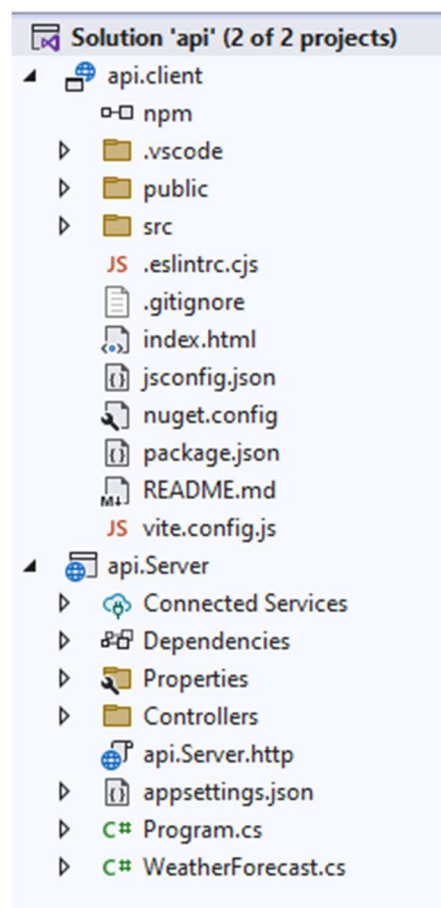 Solution 'api' (2 of 2 projects)
api.client
npm
.vscode
public
src
JS .eslintrc.cjs
.gitignore
index.html
jsconfig.json
nuget.config
package.json
M↓ README.md
JS vite.config.js
api.Server
Connected Services
Dependencies
Properties
Controllers
api.Server.http
appsettings.json
C# Program.cs
C# WeatherForecast.cs